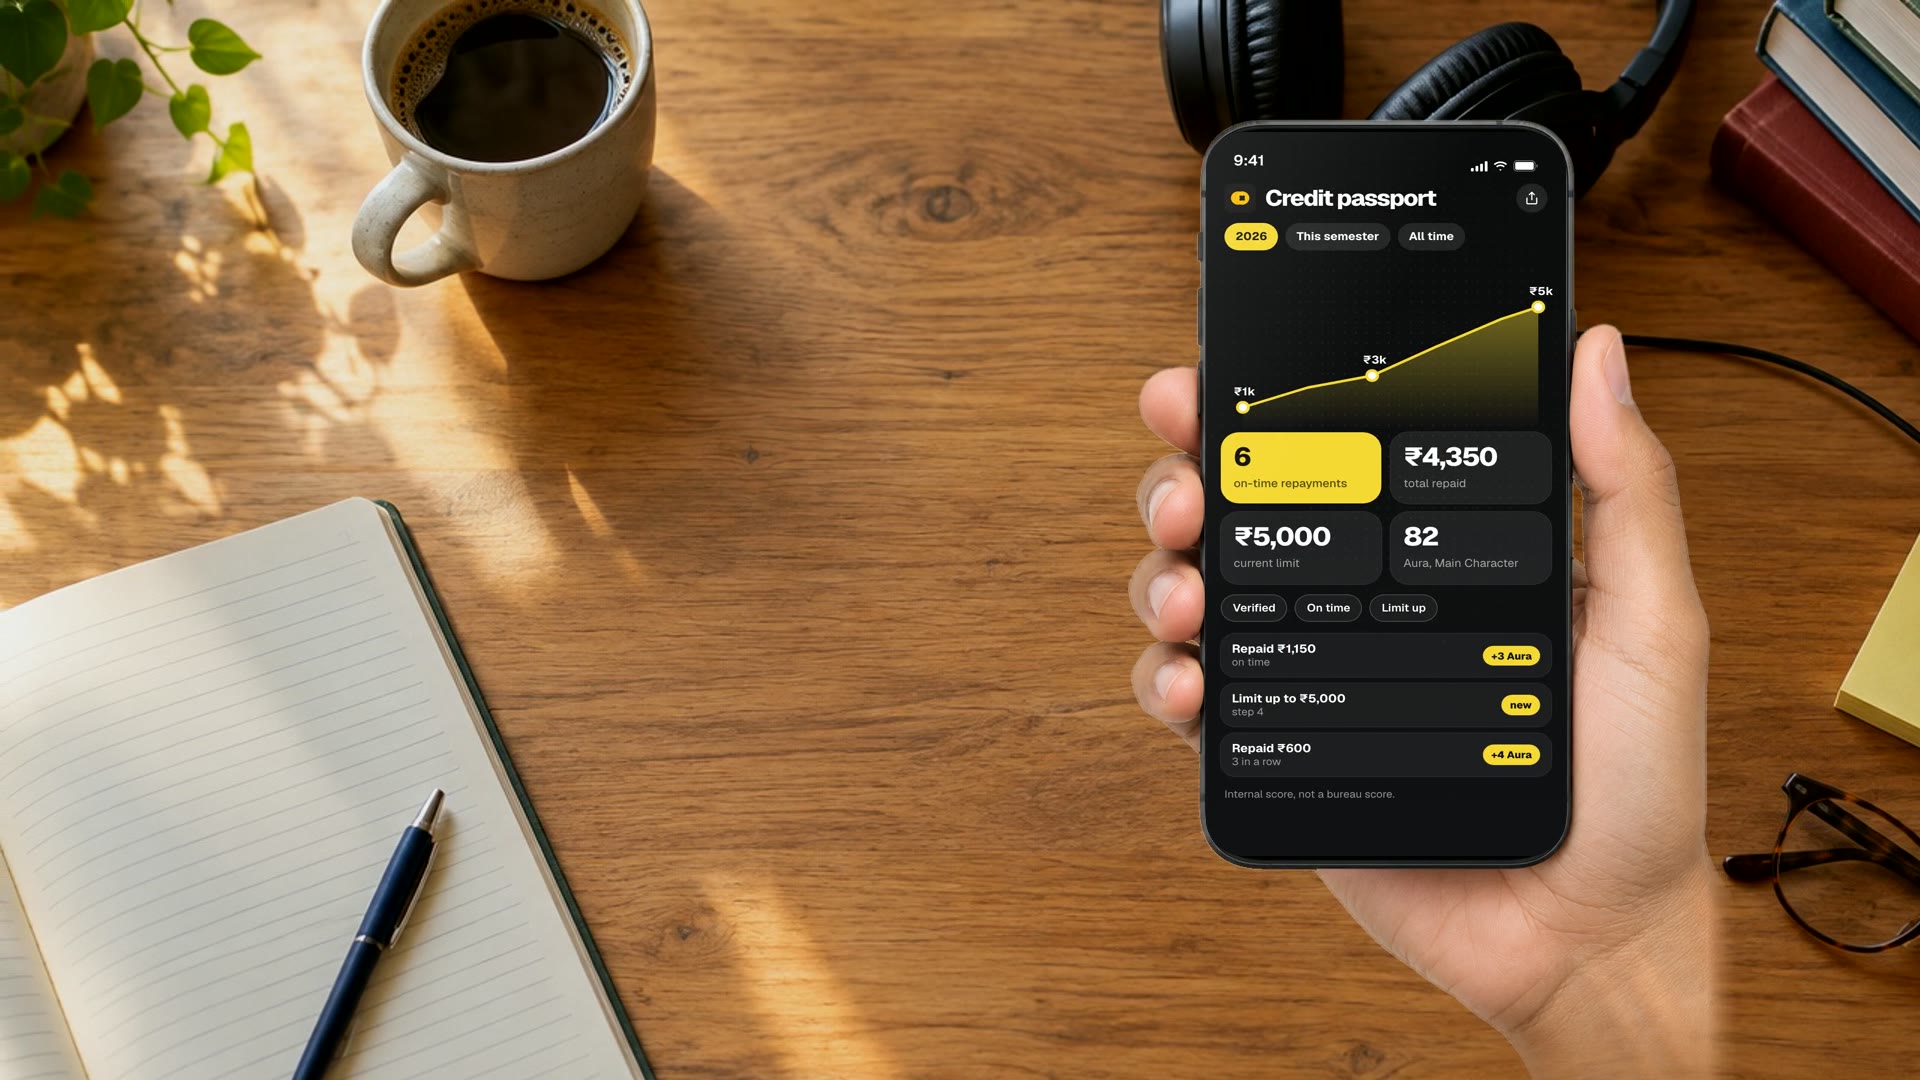 9:41
Credit passport
2026 This semester All time
₹5k
₹3k
₹1k
6
on-time repayments
₹4,350
total repaid
₹5,000
current limit
82
Aura, Main Character
Verified On time Limit up
Repaid ₹1,150
on time
+3 Aura
Limit up to ₹5,000
step 4
new
Repaid ₹600
3 in a row
+4 Aura
Internal score, not a bureau score.